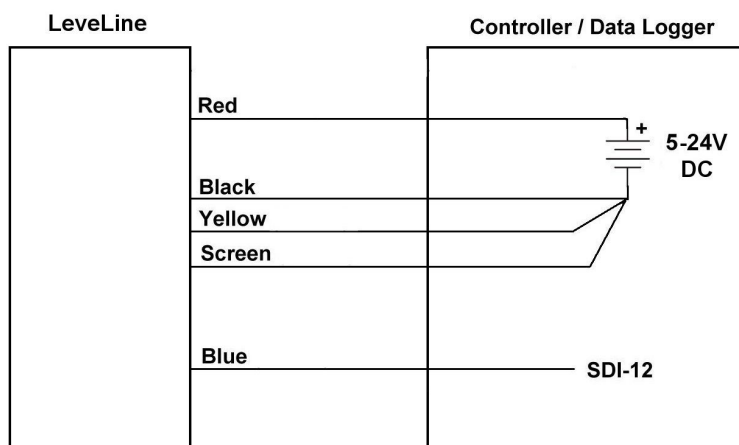 LeveLine
Controller / Data Logger
Red
+
5-24V
DC
Black
Yellow
Screen
Blue
SDI-12